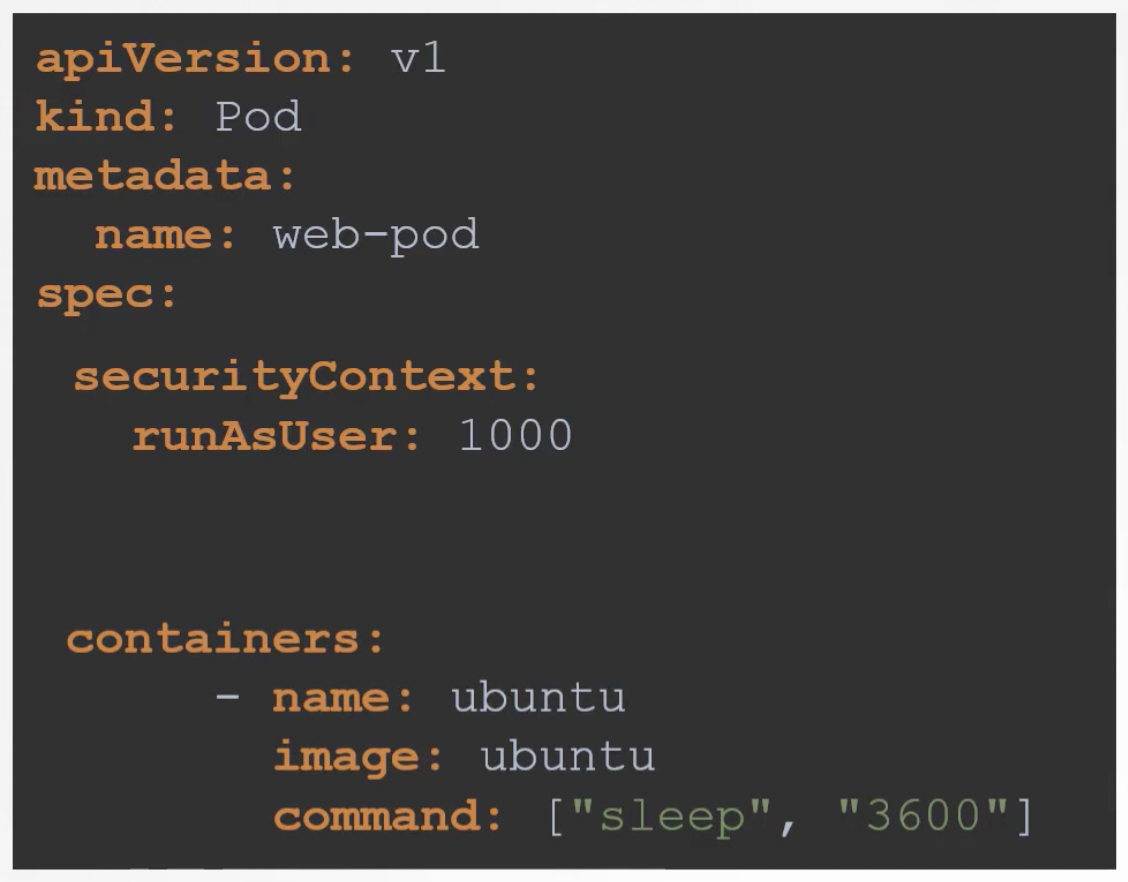 apiVersion: v1
kind: Pod
metadata:
  name: web-pod
spec:
  securityContext:
    runAsUser: 1000
  containers:
      - name: ubuntu
        image: ubuntu
        command: ["sleep", "3600"]